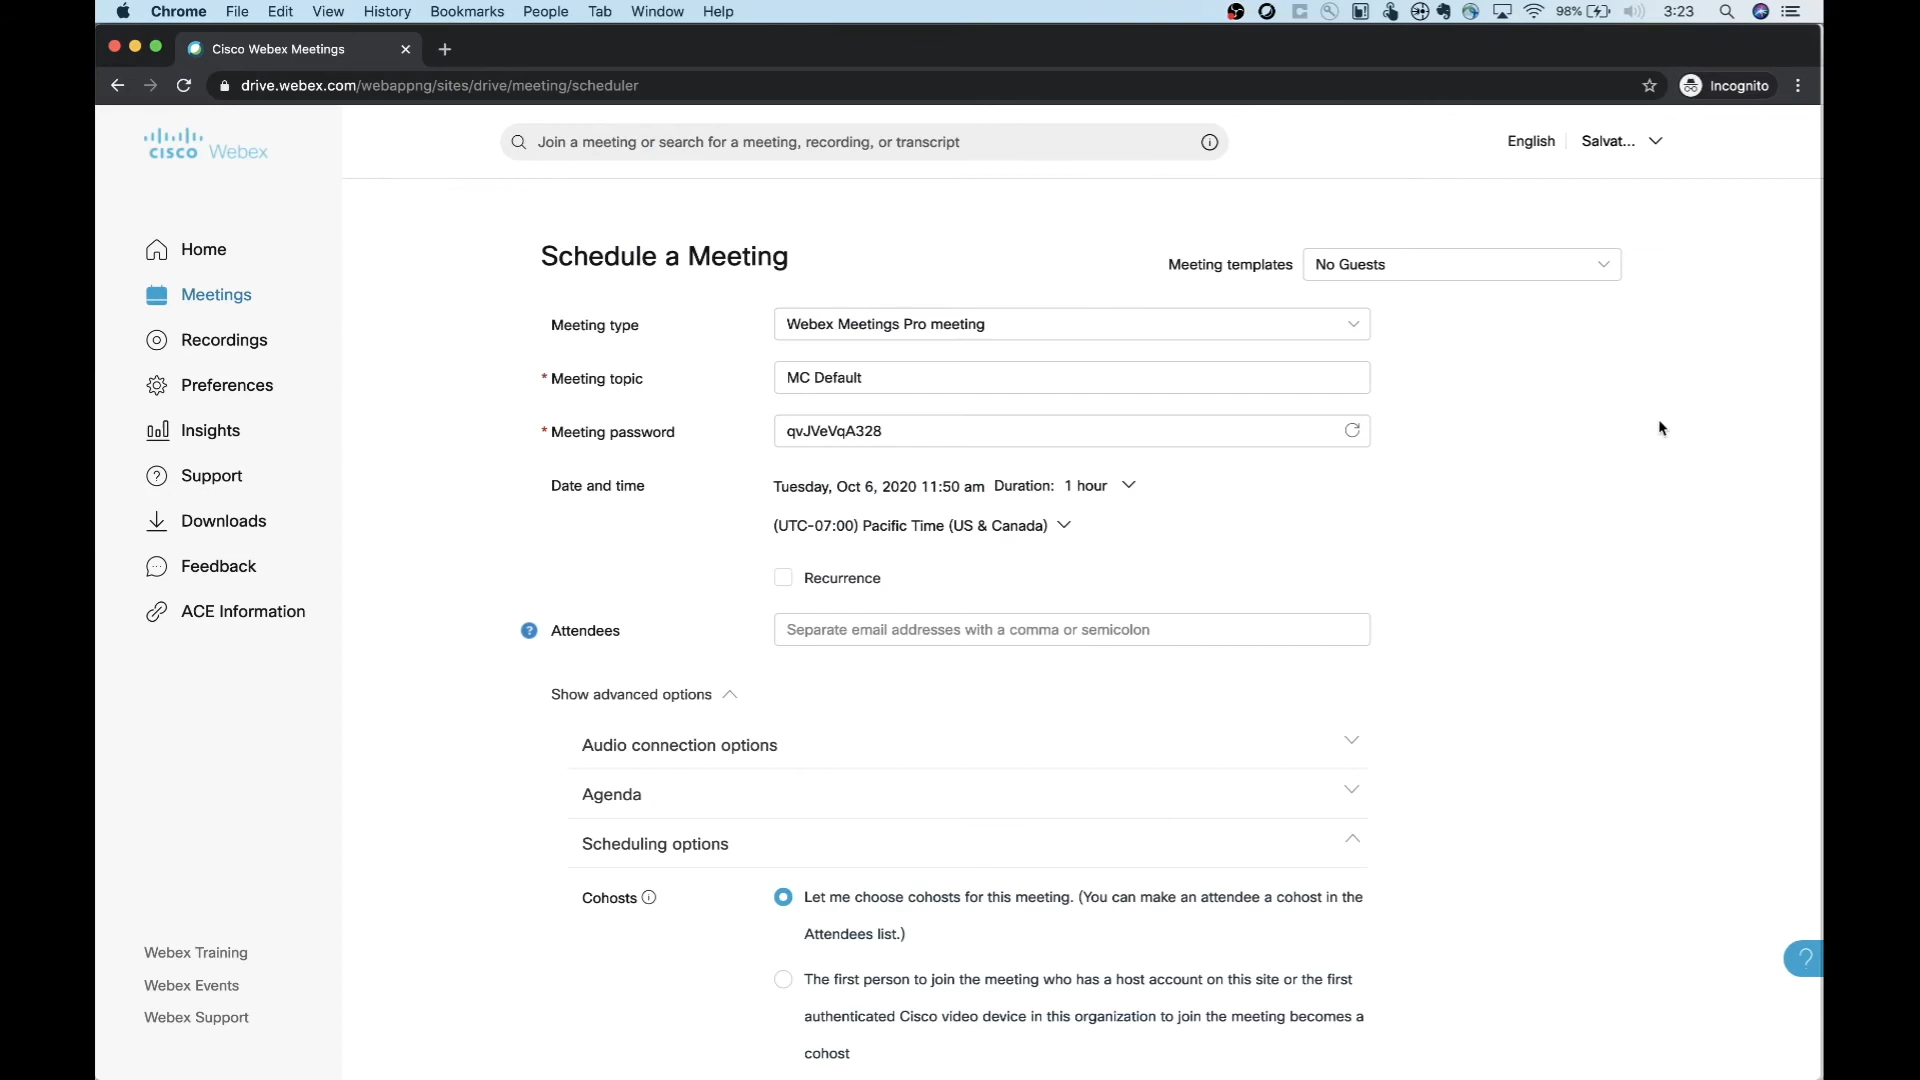 Chrome File Edit View History Bookmarks People Tab Window Help 98% 3:23
Cisco Webex Meetings
drive.webex.com/webappng/sites/drive/meeting/scheduler Incognito
CISCO Webex
Join a meeting or search for a meeting, recording, or transcript
English Salvat...
Home
Meetings
Recordings
Preferences
Insights
Support
Downloads
Feedback
ACE Information
Webex Training
Webex Events
Webex Support
Schedule a Meeting
Meeting templates No Guests
Meeting type Webex Meetings Pro meeting
* Meeting topic MC Default
* Meeting password qvJVeVqA328
Date and time Tuesday, Oct 6, 2020 11:50 am Duration: 1 hour
(UTC-07:00) Pacific Time (US & Canada)
Recurrence
? Attendees Separate email addresses with a comma or semicolon
Show advanced options
Audio connection options
Agenda
Scheduling options
Cohosts Let me choose cohosts for this meeting. (You can make an attendee a cohost in the
Attendees list.)
The first person to join the meeting who has a host account on this site or the first
authenticated Cisco video device in this organization to join the meeting becomes a
cohost
?